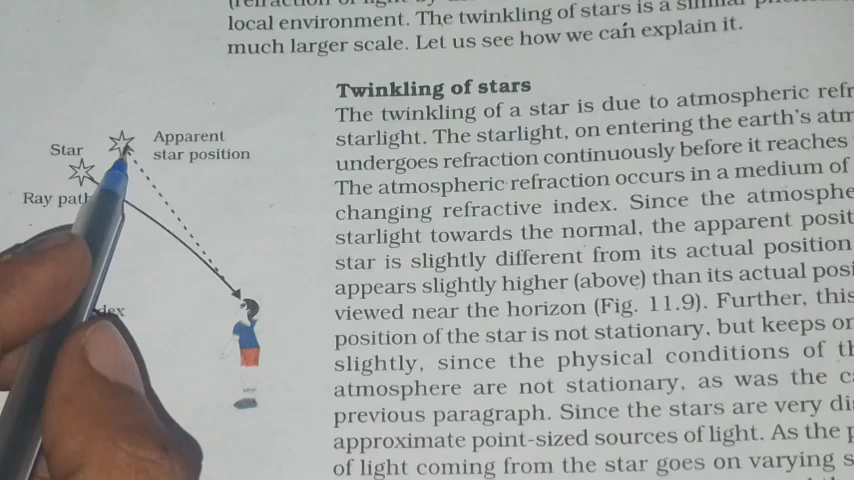 local environment. The twinkling of stars is a similar
much larger scale. Let us see how we can explain it.
Twinkling of stars
The twinkling of a star is due to atmospheric refr
starlight. The starlight, on entering the earth's atm
undergoes refraction continuously before it reaches
The atmospheric refraction occurs in a medium of
changing refractive index. Since the atmosphe
starlight towards the normal, the apparent posit
star is slightly different from its actual position
appears slightly higher (above) than its actual posi
viewed near the horizon (Fig. 11.9). Further, this
position of the star is not stationary, but keeps on
slightly, since the physical conditions of th
atmosphere are not stationary, as was the ca
previous paragraph. Since the stars are very dis
approximate point-sized sources of light. As the p
of light coming from the star goes on varying s
Star
Apparent
star position
Ray path
dex